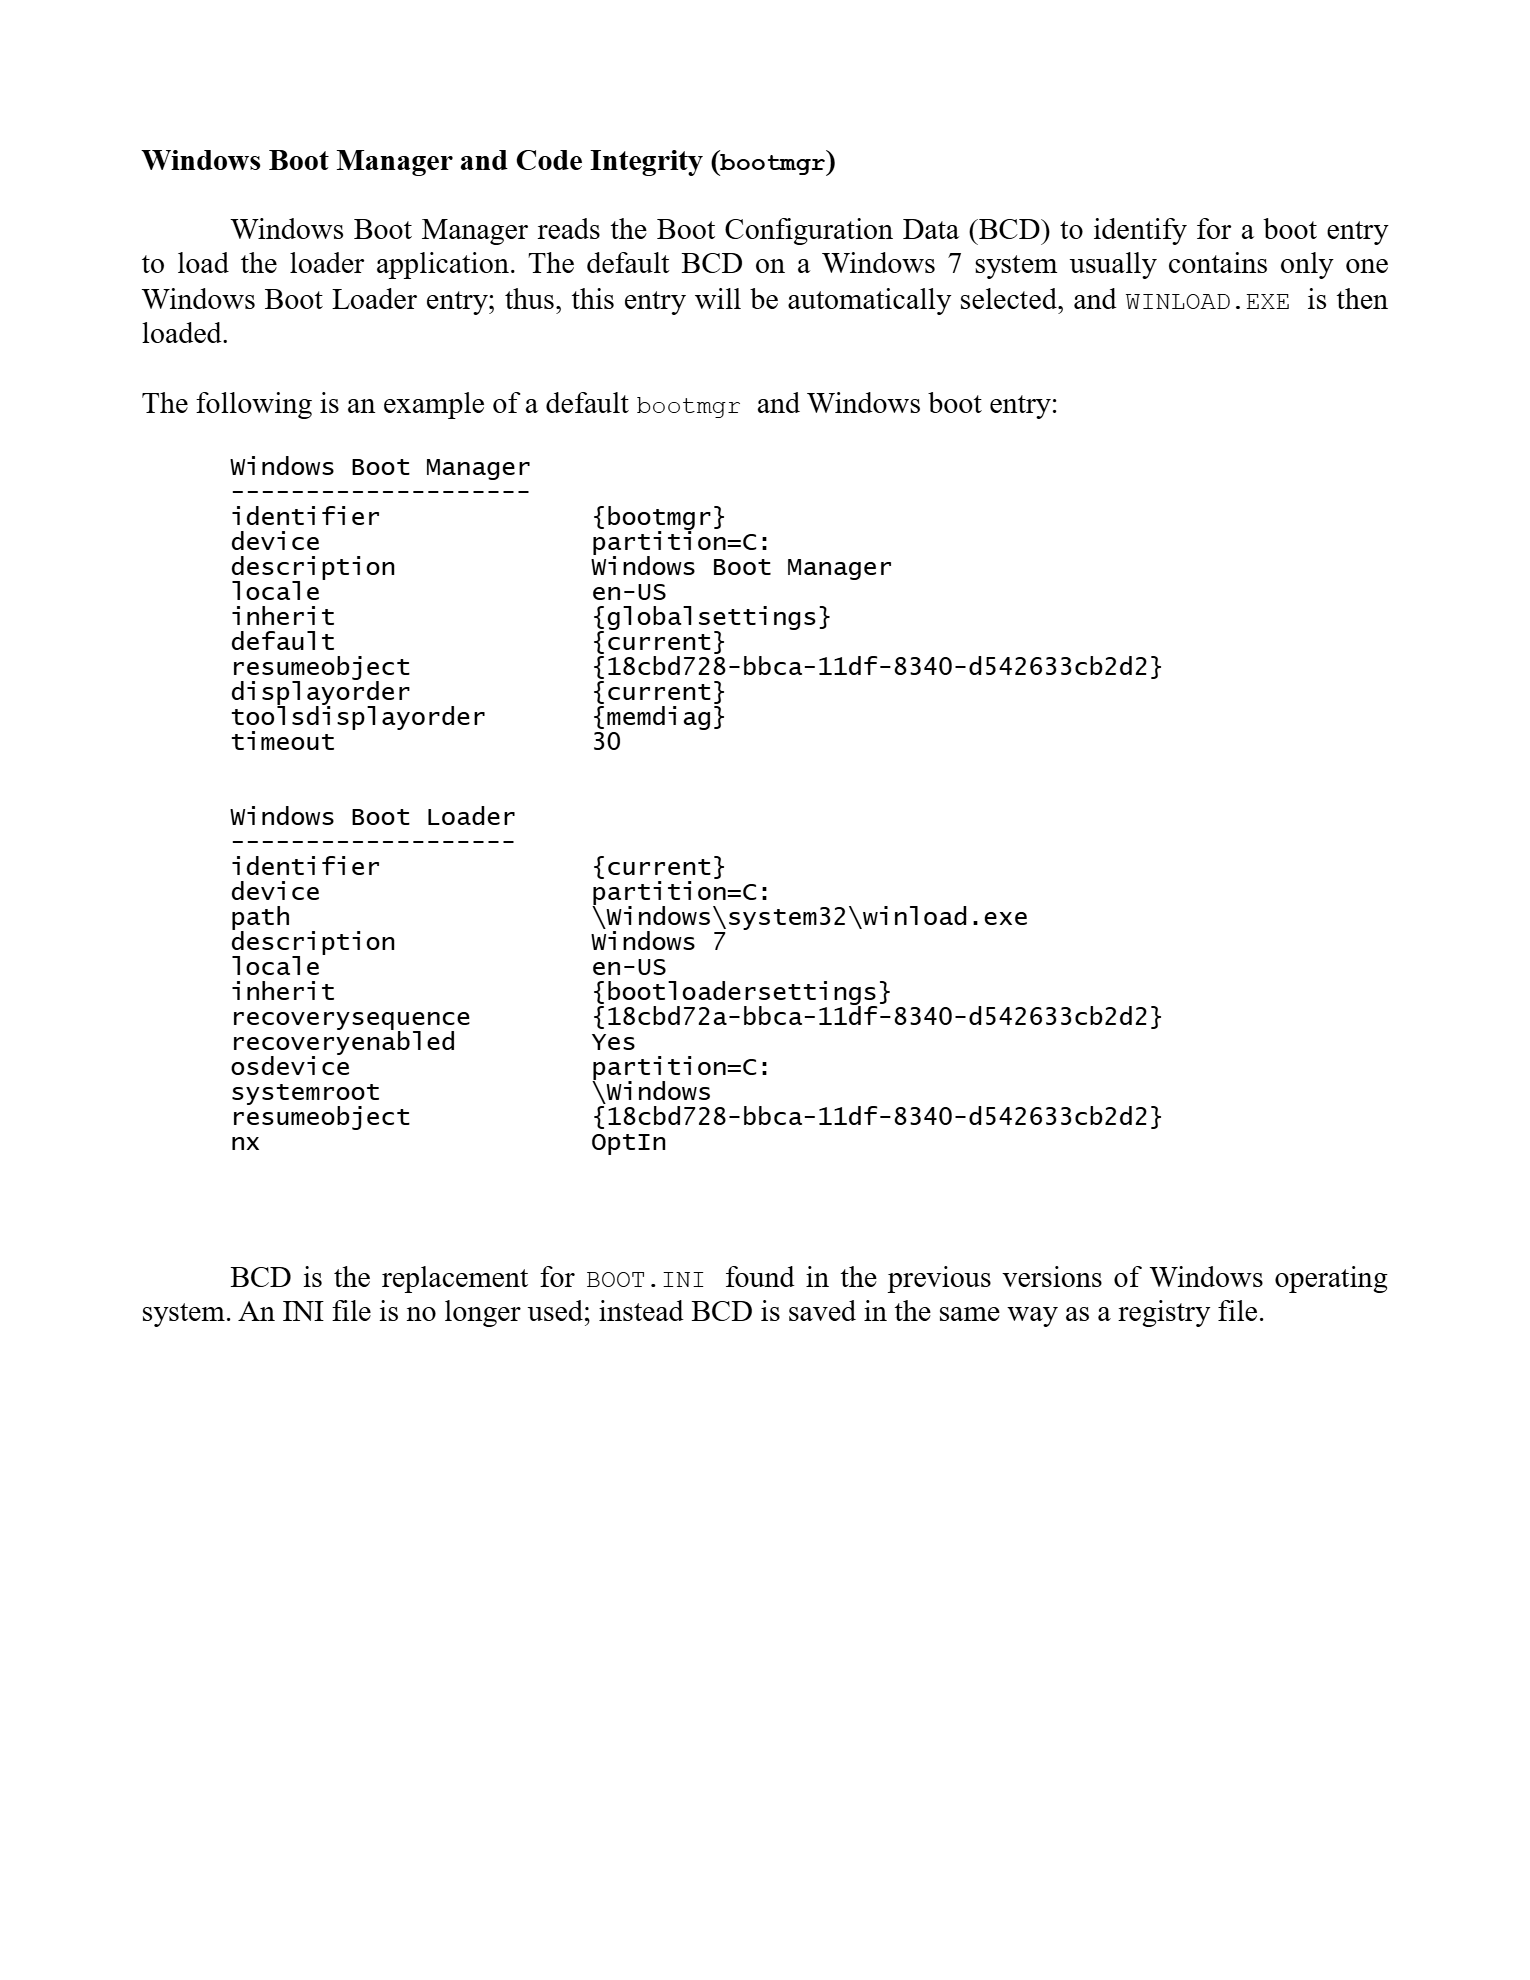 Windows Boot Manager and Code Integrity (bootmgr)
Windows Boot Manager reads the Boot Configuration Data (BCD) to identify for a boot entry
to load the loader application. The default BCD on a Windows 7 system usually contains only one
Windows Boot Loader entry; thus, this entry will be automatically selected, and WINLOAD.EXE is then
loaded.
The following is an example of a default bootmgr and Windows boot entry:
Windows Boot Manager
--------------------
identifier {bootmgr}
device partition=C:
description Windows Boot Manager
locale en-US
inherit {globalsettings}
default {current}
resumeobject {18cbd728-bbca-11df-8340-d542633cb2d2}
displayorder {current}
toolsdisplayorder {memdiag}
timeout 30
Windows Boot Loader
-------------------
identifier {current}
device partition=C:
path \Windows\system32\winload.exe
description Windows 7
locale en-US
inherit {bootloadersettings}
recoverysequence {18cbd72a-bbca-11df-8340-d542633cb2d2}
recoveryenabled Yes
osdevice partition=C:
systemroot \Windows
resumeobject {18cbd728-bbca-11df-8340-d542633cb2d2}
nx OptIn
BCD is the replacement for BOOT.INI found in the previous versions of Windows operating
system. An INI file is no longer used; instead BCD is saved in the same way as a registry file.